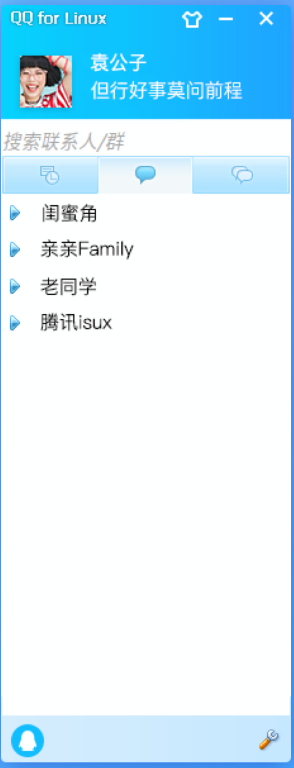 QQ for Linux
袁公子
但行好事莫问前程
搜索联系人/群
闺蜜角
亲亲Family
老同学
腾讯isux